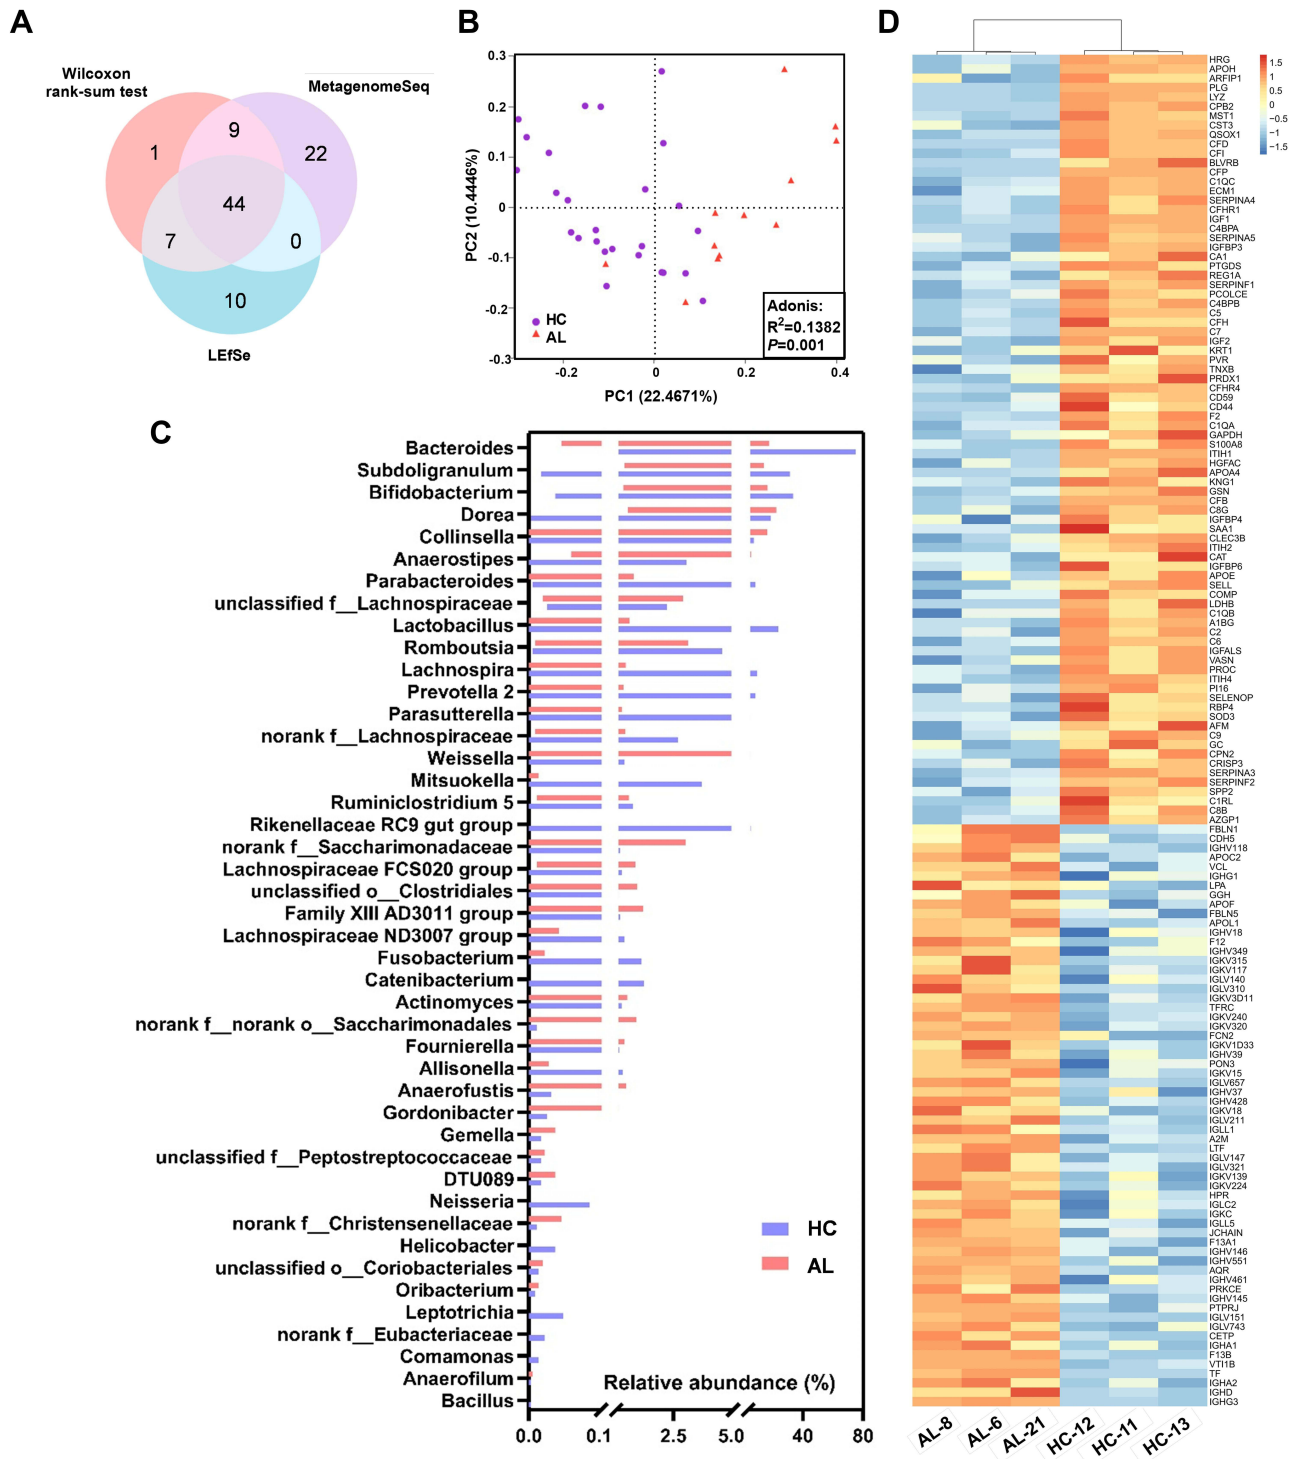 A
Wilcoxon
rank-sum test
MetagenomeSeq
9
1
22
44
7
0
10
LEfSe
B
0.3
0.2
0.1
0
-0.1
-0.2
-0.3
PC2 (10.4446%)
HC
AL
Adonis:
R2=0.1382
P=0.001
-0.2
0
0.2
0.4
PC1 (22.4671%)
C
Bacteroides
Subdoligranulum
Bifidobacterium
Dorea
Collinsella
Anaerostipes
Parabacteroides
unclassified f__Lachnospiraceae
Lactobacillus
Romboutsia
Lachnospira
Prevotella 2
Parasutterella
norank f__Lachnospiraceae
Weissella
Mitsuokella
Ruminiclostridium 5
Rikenellaceae RC9 gut group
norank f__Saccharimonadaceae
Lachnospiraceae FCS020 group
unclassified o__Clostridiales
Family XIII AD3011 group
Lachnospiraceae ND3007 group
Fusobacterium
Catenibacterium
Actinomyces
norank f__norank o__Saccharimonadales
Fournierella
Allisonella
Anaerofustis
Gordonibacter
Gemella
unclassified f__Peptostreptococcaceae
DTU089
Neisseria
norank f__Christensenellaceae
Helicobacter
unclassified o__Coriobacteriales
Oribacterium
Leptotrichia
norank f__Eubacteriaceae
Comamonas
Anaerofilum
Bacillus
HC
AL
Relative abundance (%)
0.0
0.1
2.5
5.0
40
80
D
HRG
APOH
ARFIP1
PLG
LYZ
CPB2
MST1
CST3
QSOX1
CFD
CFI
BLVRB
CFP
C1QC
ECM1
SERPINA4
CFHR1
IGF1
C4BPA
SERPINA5
IGFBP3
CA1
PTGDS
REG1A
SERPINF1
PCOLCE
C4BPB
C5
CFH
C7
IGF2
KRT1
PVR
TNXB
PRDX1
CFHR4
CD59
CD44
F2
C1QA
GAPDH
S100A8
ITIH1
HGFAC
APOA4
KNG1
GSN
CFB
C8G
IGFBP4
SAA1
CLEC3B
ITIH2
CAT
IGFBP6
APOE
SELL
COMP
LDHB
C1QB
A1BG
C2
C6
IGFALS
VASN
PROC
ITIH4
PI16
SELENOP
RBP4
SOD3
AFM
C9
GC
CPN2
CRISP3
SERPINA3
SERPINF2
SPP2
C1RL
C8B
AZGP1
FBLN1
CDH5
IGHV118
APOC2
VCL
IGHG1
LPA
GGH
APOF
FBLN5
APOL1
IGHV18
F12
IGHV349
IGKV315
IGKV117
IGLV140
IGLV310
IGKV3D11
TFRC
IGKV240
IGKV320
FCN2
IGKV1D33
IGHV39
PON3
IGKV15
IGLV657
IGHV37
IGHV428
IGKV18
IGLV211
IGLL1
A2M
LTF
IGLV147
IGLV321
IGKV139
IGKV224
HPR
IGLC2
IGKC
IGLL5
JCHAIN
F13A1
IGHV146
IGHV551
AQR
IGHV461
PRKCE
IGHV145
PTPRJ
IGLV151
IGLV743
CETP
IGHA1
F13B
VTI1B
TF
IGHA2
IGHD
IGHG3
1.5
0.5
0
−0.5
−1.5
AL-8
AL-6
AL-21
HC-12
HC-11
HC-13